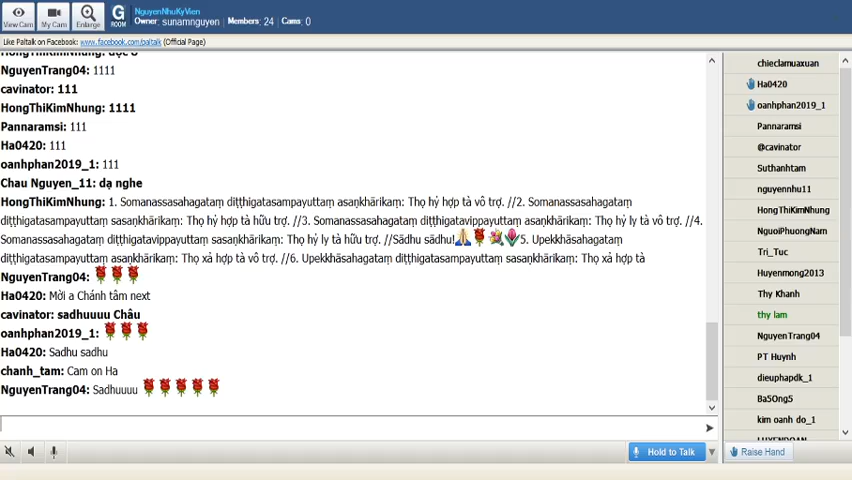 NguyenNhuKyVien
Owner: sunamnguyen Members: 24 Cams: 0
View Cam My Cam Enlarge G ROOM
Like Paltalk on Facebook: www.facebook.com/paltalk (Official Page)
NguyenTrang04: 1111
cavinator: 111
HongThiKimNhung: 1111
Pannaramsi: 111
Ha0420: 111
oanhphan2019_1: 111
Chau Nguyen_11: dạ nghe
HongThiKimNhung: 1. Somanassasahagataṃ diṭṭhigatasampayuttaṃ asaṇkhārikaṃ: Thọ hỷ hợp tà vô trợ. //2. Somanassasahagataṃ
diṭṭhigatasampayuttaṃ sasaṇkhārikaṃ: Thọ hỷ hợp tà hữu trợ. //3. Somanassasahagataṃ diṭṭhigatavippayuttaṃ asaṇkhārikaṃ: Thọ hỷ ly tà vô trợ. //4.
Somanassasahagataṃ diṭṭhigatavippayuttaṃ sasaṇkhārikaṃ: Thọ hỷ ly tà hữu trợ. //Sādhu sādhu! 5. Upekkhāsahagataṃ
diṭṭhigatasampayuttaṃ asaṇkhārikaṃ: Thọ xả hợp tà vô trợ. //6. Upekkhāsahagataṃ diṭṭhigatasampayuttaṃ sasaṇkhārikaṃ: Thọ xả hợp tà
NguyenTrang04:
Ha0420: Mời a Chánh tâm next
cavinator: sadhuuuu Châu
oanhphan2019_1:
Ha0420: Sadhu sadhu
chanh_tam: Cam on Ha
NguyenTrang04: Sadhuuuu
Hold to Talk
chieclamuaxuan
Ha0420
oanhphan2019_1
Pannaramsi
@cavinator
Suthanhtam
nguyennhu11
HongThiKimNhung
NguoiPhuongNam
Tri_Tuc
Huyenmong2013
Thy Khanh
thy lam
NguyenTrang04
PT Huynh
dieuphapdk_1
Ba5Ong5
kim oanh do_1
Raise Hand